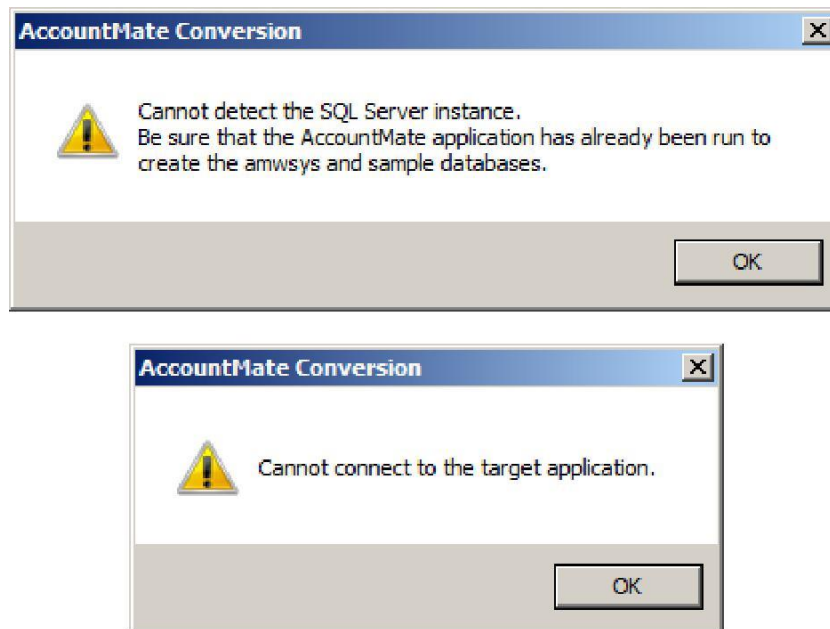 AccountMate Conversion
Cannot detect the SQL Server instance.
Be sure that the AccountMate application has already been run to
create the amwsys and sample databases.
OK
AccountMate Conversion
Cannot connect to the target application.
OK